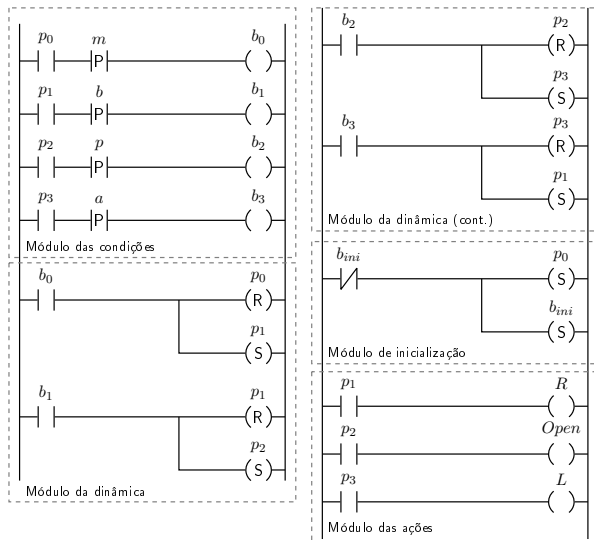 p0 m b0
P
p1 b b1
P
p2 p b2
P
p3 a b3
P
Módulo das condições
b0 p0
R
p1
S
b1 p1
R
p2
S
Módulo da dinâmica
b2 p2
R
p3
S
b3 p3
R
p1
S
Módulo da dinâmica (cont.)
bini p0
S
bini
S
Módulo de inicialização
p1 R
p2 Open
p3 L
Módulo das ações